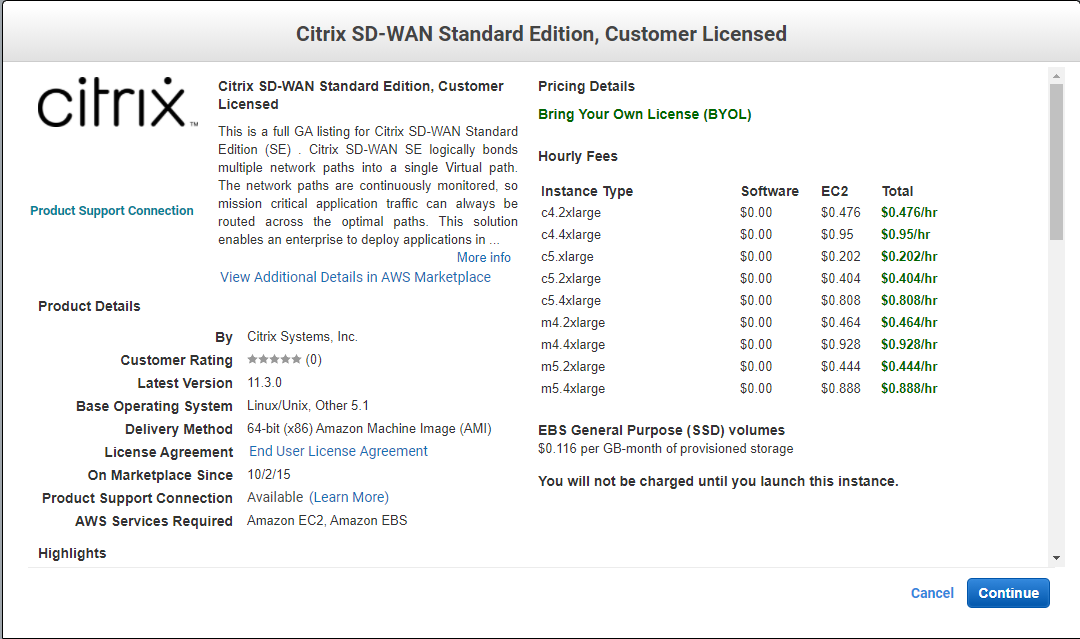 Citrix SD-WAN Standard Edition, Customer Licensed
citrix™
Product Support Connection
Citrix SD-WAN Standard Edition, Customer
Licensed
This is a full GA listing for Citrix SD-WAN Standard
Edition (SE) . Citrix SD-WAN SE logically bonds
multiple network paths into a single Virtual path.
The network paths are continuously monitored, so
mission critical application traffic can always be
routed across the optimal paths. This solution
enables an enterprise to deploy applications in ...
More info
View Additional Details in AWS Marketplace
Product Details
By Citrix Systems, Inc.
Customer Rating ★★★★★ (0)
Latest Version 11.3.0
Base Operating System Linux/Unix, Other 5.1
Delivery Method 64-bit (x86) Amazon Machine Image (AMI)
License Agreement End User License Agreement
On Marketplace Since 10/2/15
Product Support Connection Available (Learn More)
AWS Services Required Amazon EC2, Amazon EBS
Highlights
Pricing Details
Bring Your Own License (BYOL)
Hourly Fees
Instance Type Software EC2 Total
c4.2xlarge $0.00 $0.476 $0.476/hr
c4.4xlarge $0.00 $0.95 $0.95/hr
c5.xlarge $0.00 $0.202 $0.202/hr
c5.2xlarge $0.00 $0.404 $0.404/hr
c5.4xlarge $0.00 $0.808 $0.808/hr
m4.2xlarge $0.00 $0.464 $0.464/hr
m4.4xlarge $0.00 $0.928 $0.928/hr
m5.2xlarge $0.00 $0.444 $0.444/hr
m5.4xlarge $0.00 $0.888 $0.888/hr
EBS General Purpose (SSD) volumes
$0.116 per GB-month of provisioned storage
You will not be charged until you launch this instance.
Cancel Continue